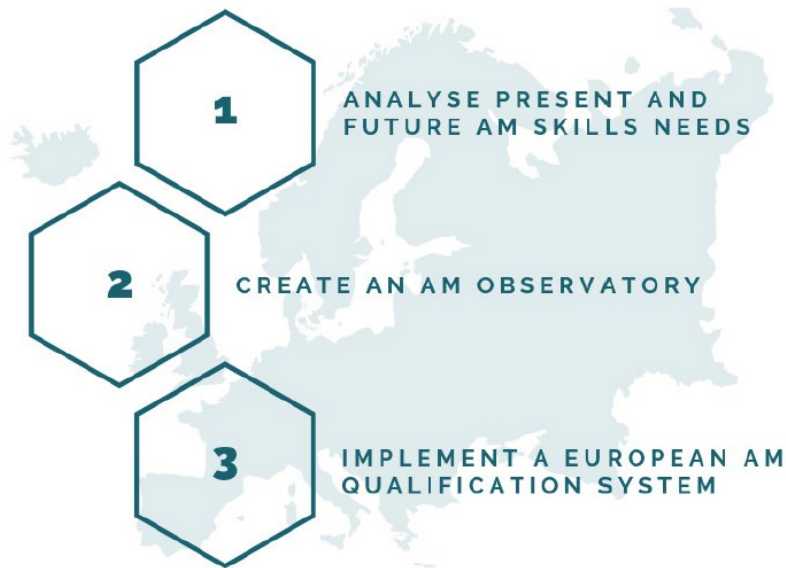 1
ANALYSE PRESENT AND
FUTURE AM SKILLS NEEDS
2
CREATE AN AM OBSERVATORY
3
IMPLEMENT A EUROPEAN AM
QUALIFICATION SYSTEM